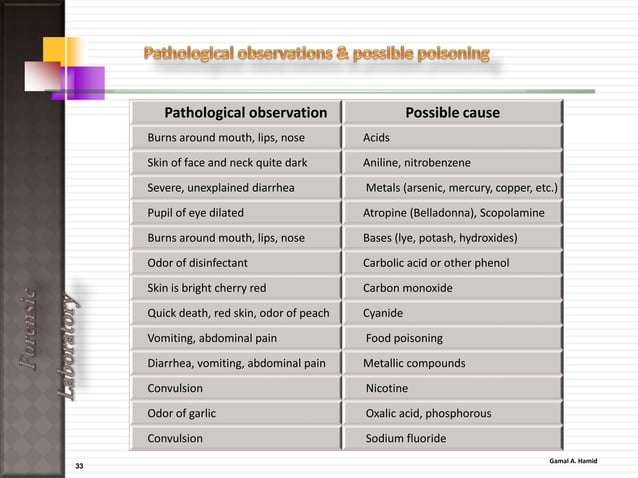 Pathological observations & possible poisoning
Pathological observation Possible cause
Burns around mouth, lips, nose Acids
Skin of face and neck quite dark Aniline, nitrobenzene
Severe, unexplained diarrhea Metals (arsenic, mercury, copper, etc.)
Pupil of eye dilated Atropine (Belladonna), Scopolamine
Burns around mouth, lips, nose Bases (lye, potash, hydroxides)
Odor of disinfectant Carbolic acid or other phenol
Skin is bright cherry red Carbon monoxide
Quick death, red skin, odor of peach Cyanide
Vomiting, abdominal pain Food poisoning
Diarrhea, vomiting, abdominal pain Metallic compounds
Convulsion Nicotine
Odor of garlic Oxalic acid, phosphorous
Convulsion Sodium fluoride
Forensic
Laboratory
33
Gamal A. Hamid